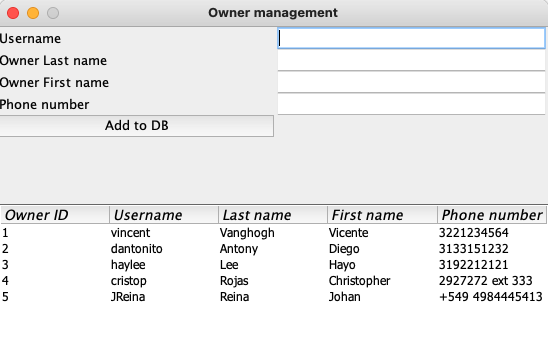 Owner management
Username
Owner Last name
Owner First name
Phone number
Add to DB
Owner ID Username Last name First name Phone number
1 vincent Vanghogh Vicente 3221234564
2 dantonito Antony Diego 3133151232
3 haylee Lee Hayo 3192212121
4 cristop Rojas Christopher 2927272 ext 333
5 JReina Reina Johan +549 4984445413